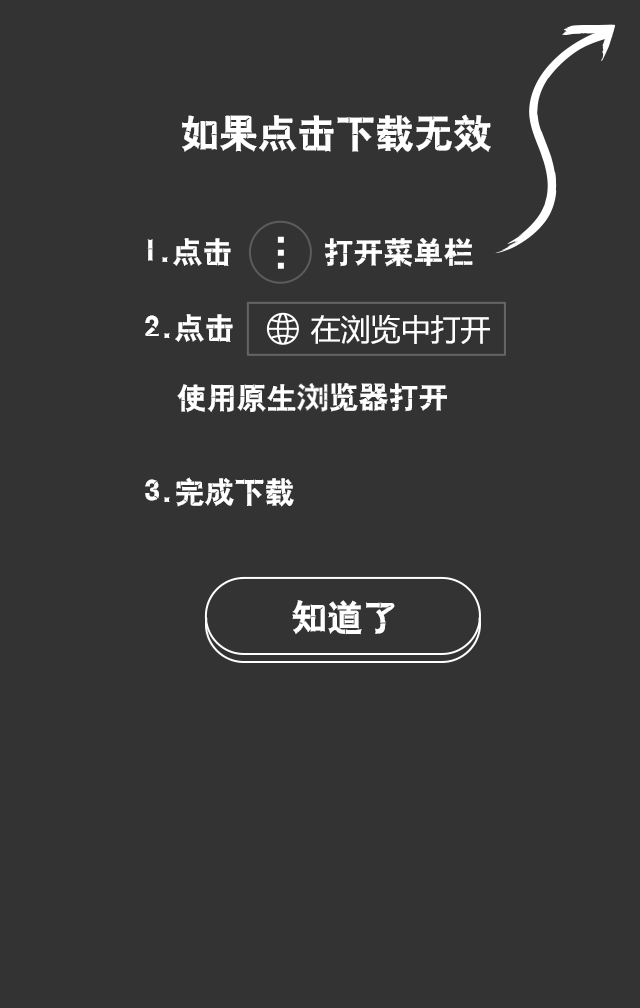 如果点击下载无效
1.点击 打开菜单栏
2.点击 在浏览中打开
使用原生浏览器打开
3.完成下载
知道了